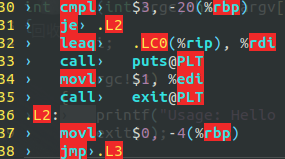 30 › cmpl› $3, -20(%rbp)
31 › je› .L2
32 › leaq› .LC0(%rip), %rdi
33 › call› puts@PLT
34 › movl› $1, %edi
35 › call› exit@PLT
36 .L2:
37 › movl› $0, -4(%rbp)
38 › jmp› .L3